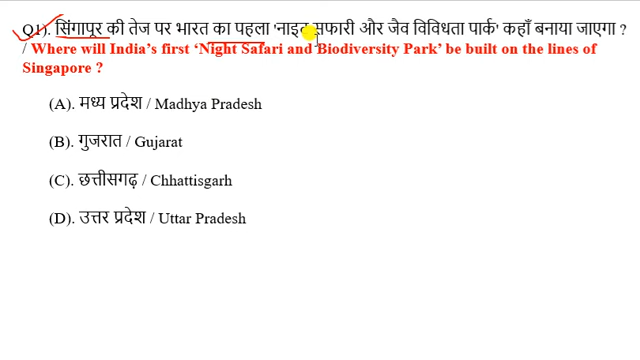 Q1). सिंगापूर की तेज पर भारत का पहला 'नाइट सफारी और जैव विविधता पार्क' कहाँ बनाया जाएगा ?
/ Where will India's first 'Night Safari and Biodiversity Park' be built on the lines of
Singapore ?
(A). मध्य प्रदेश / Madhya Pradesh
(B). गुजरात / Gujarat
(C). छत्तीसगढ़ / Chhattisgarh
(D). उत्तर प्रदेश / Uttar Pradesh